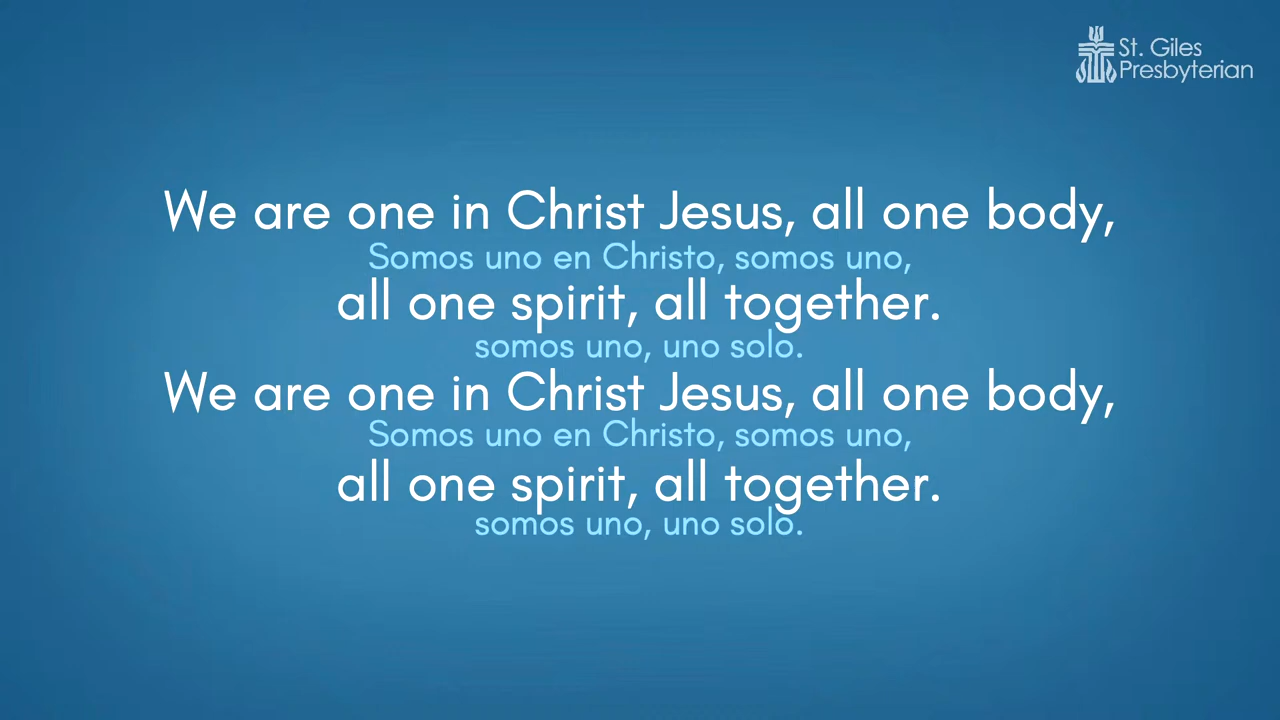 St. Giles
Presbyterian
We are one in Christ Jesus, all one body,
Somos uno en Christo, somos uno,
all one spirit, all together.
somos uno, uno solo.
We are one in Christ Jesus, all one body,
Somos uno en Christo, somos uno,
all one spirit, all together.
somos uno, uno solo.